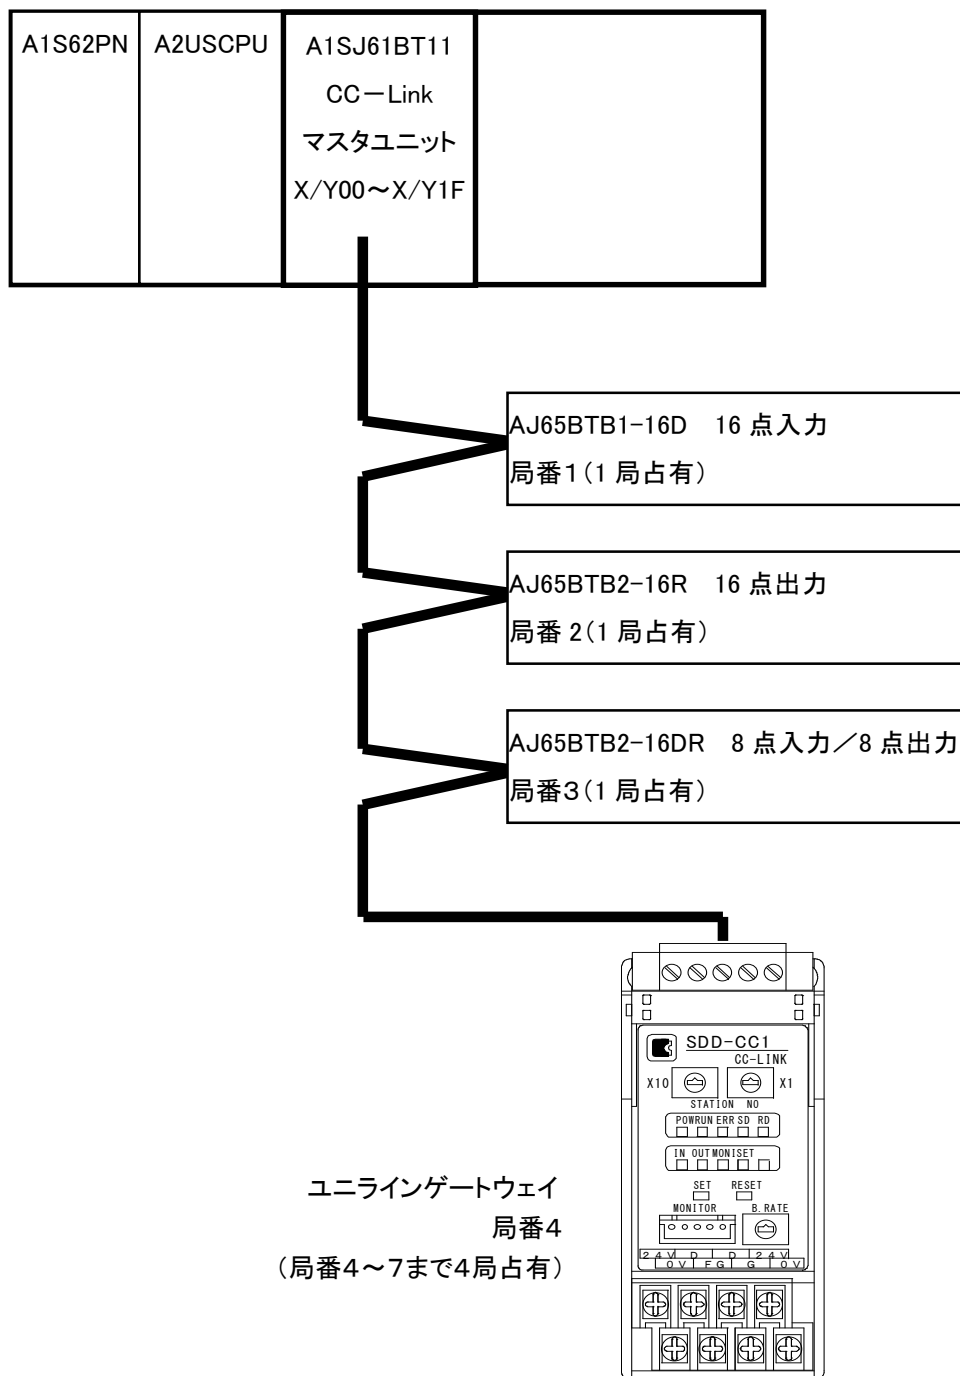 A1S62PN
A2USCPU
A1SJ61BT11
CC－Link
マスタユニット
X/Y00～X/Y1F
AJ65BTB1-16D　16 点入力
局番１(1 局占有)
AJ65BTB2-16R　16 点出力
局番 2(1 局占有)
AJ65BTB2-16DR　8 点入力／8 点出力
局番３(1 局占有)
SDD-CC1
CC-LINK
X10
X1
STATION NO
POW RUN ERR SD RD
IN OUT MONI SET
SET RESET
MONITOR B.RATE
24V D D 24V
0V FG G 0V
ユニラインゲートウェイ
局番４
(局番４～７まで４局占有)